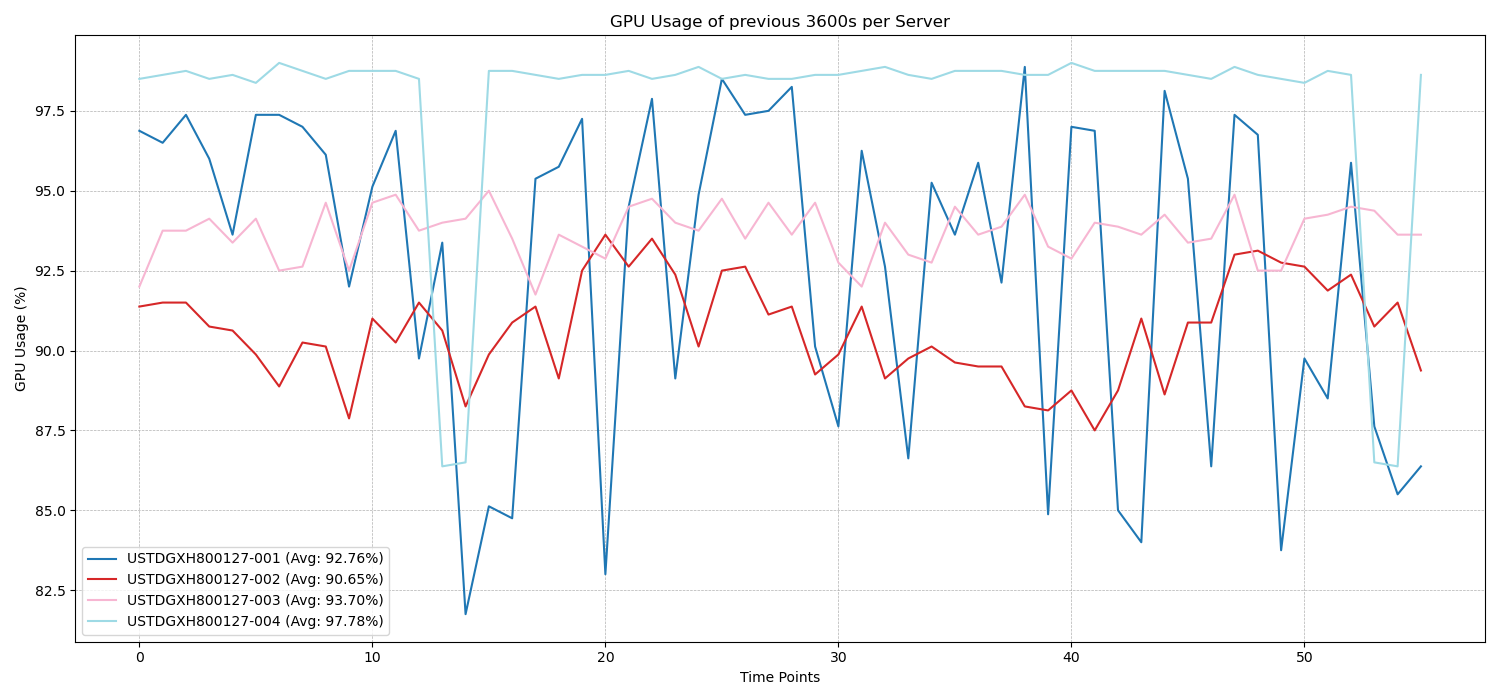 GPU Usage of previous 3600s per Server
GPU Usage (%)
97.5
95.0
92.5
90.0
87.5
85.0
82.5
USTDGXH800127-001 (Avg: 92.76%)
USTDGXH800127-002 (Avg: 90.65%)
USTDGXH800127-003 (Avg: 93.70%)
USTDGXH800127-004 (Avg: 97.78%)
0 10 20 30 40 50
Time Points